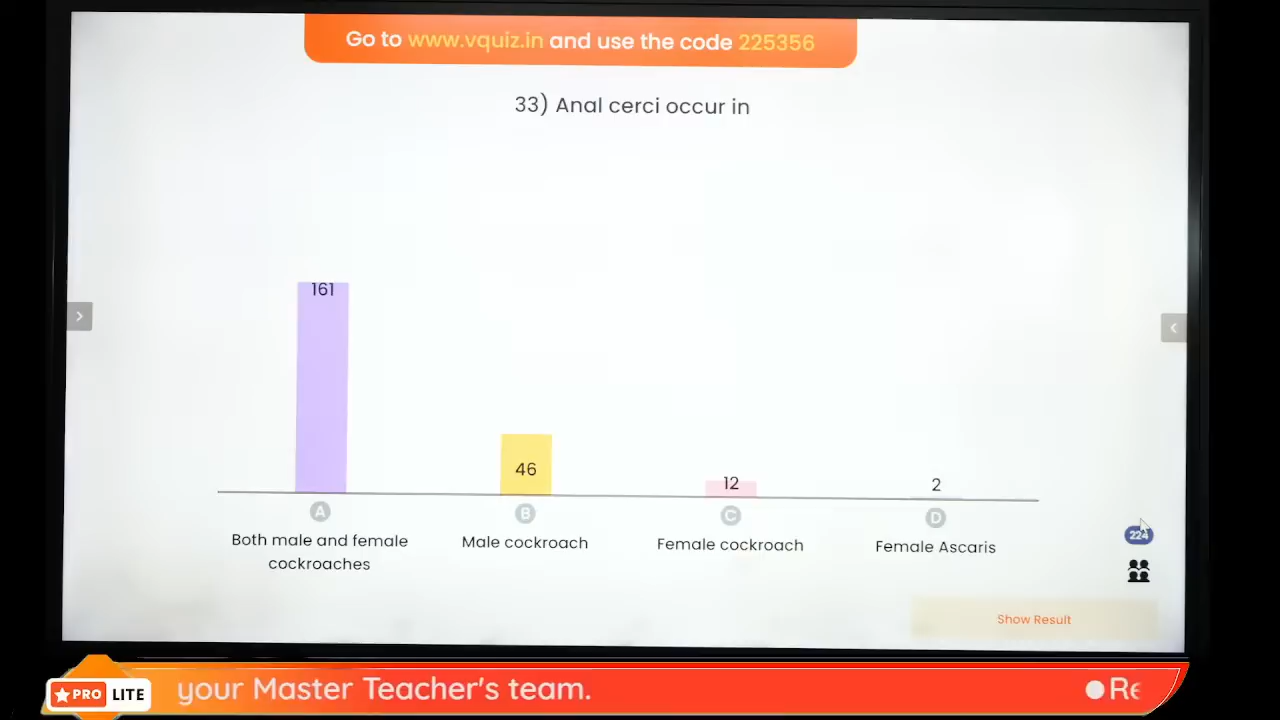 Go to www.vquiz.in and use the code 225356
33) Anal cerci occur in
161
46
12
2
A
B
C
D
Both male and female
cockroaches
Male cockroach
Female cockroach
Female Ascaris
224
Show Result
PRO LITE
your Master Teacher's team.
Re